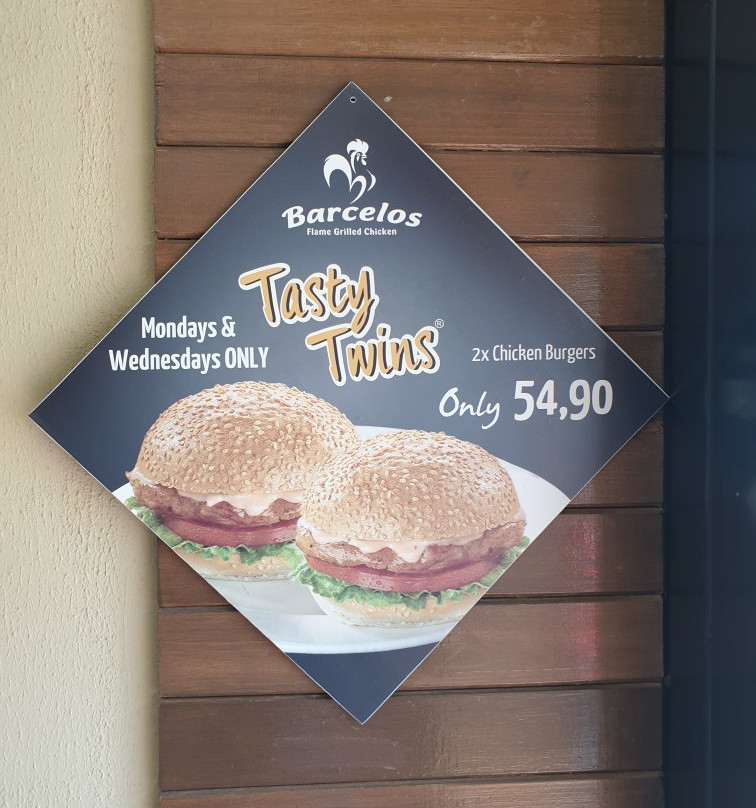 Barcelos
Flame Grilled Chicken
Tasty
Twins®
Mondays &
Wednesdays ONLY
2x Chicken Burgers
Only 54,90